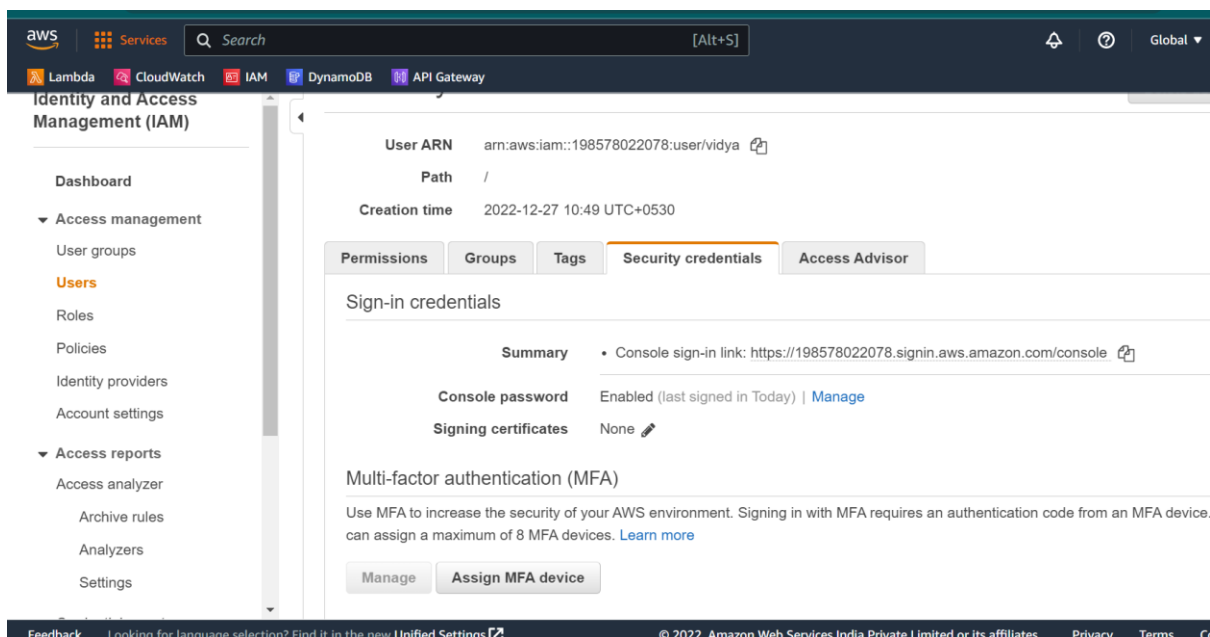 aws
Services
Search
[Alt+S]
Global
Lambda
CloudWatch
IAM
DynamoDB
API Gateway
Identity and Access
Management (IAM)
Dashboard
Access management
User groups
Users
Roles
Policies
Identity providers
Account settings
Access reports
Access analyzer
Archive rules
Analyzers
Settings
User ARN arn:aws:iam::198578022078:user/vidya
Path /
Creation time 2022-12-27 10:49 UTC+0530
Permissions
Groups
Tags
Security credentials
Access Advisor
Sign-in credentials
Summary • Console sign-in link: https://198578022078.signin.aws.amazon.com/console
Console password Enabled (last signed in Today) | Manage
Signing certificates None
Multi-factor authentication (MFA)
Use MFA to increase the security of your AWS environment. Signing in with MFA requires an authentication code from an MFA device.
can assign a maximum of 8 MFA devices. Learn more
Manage
Assign MFA device
Feedback Looking for language selection? Find it in the new Unified Settings
© 2022, Amazon Web Services India Private Limited or its affiliates. Privacy Terms